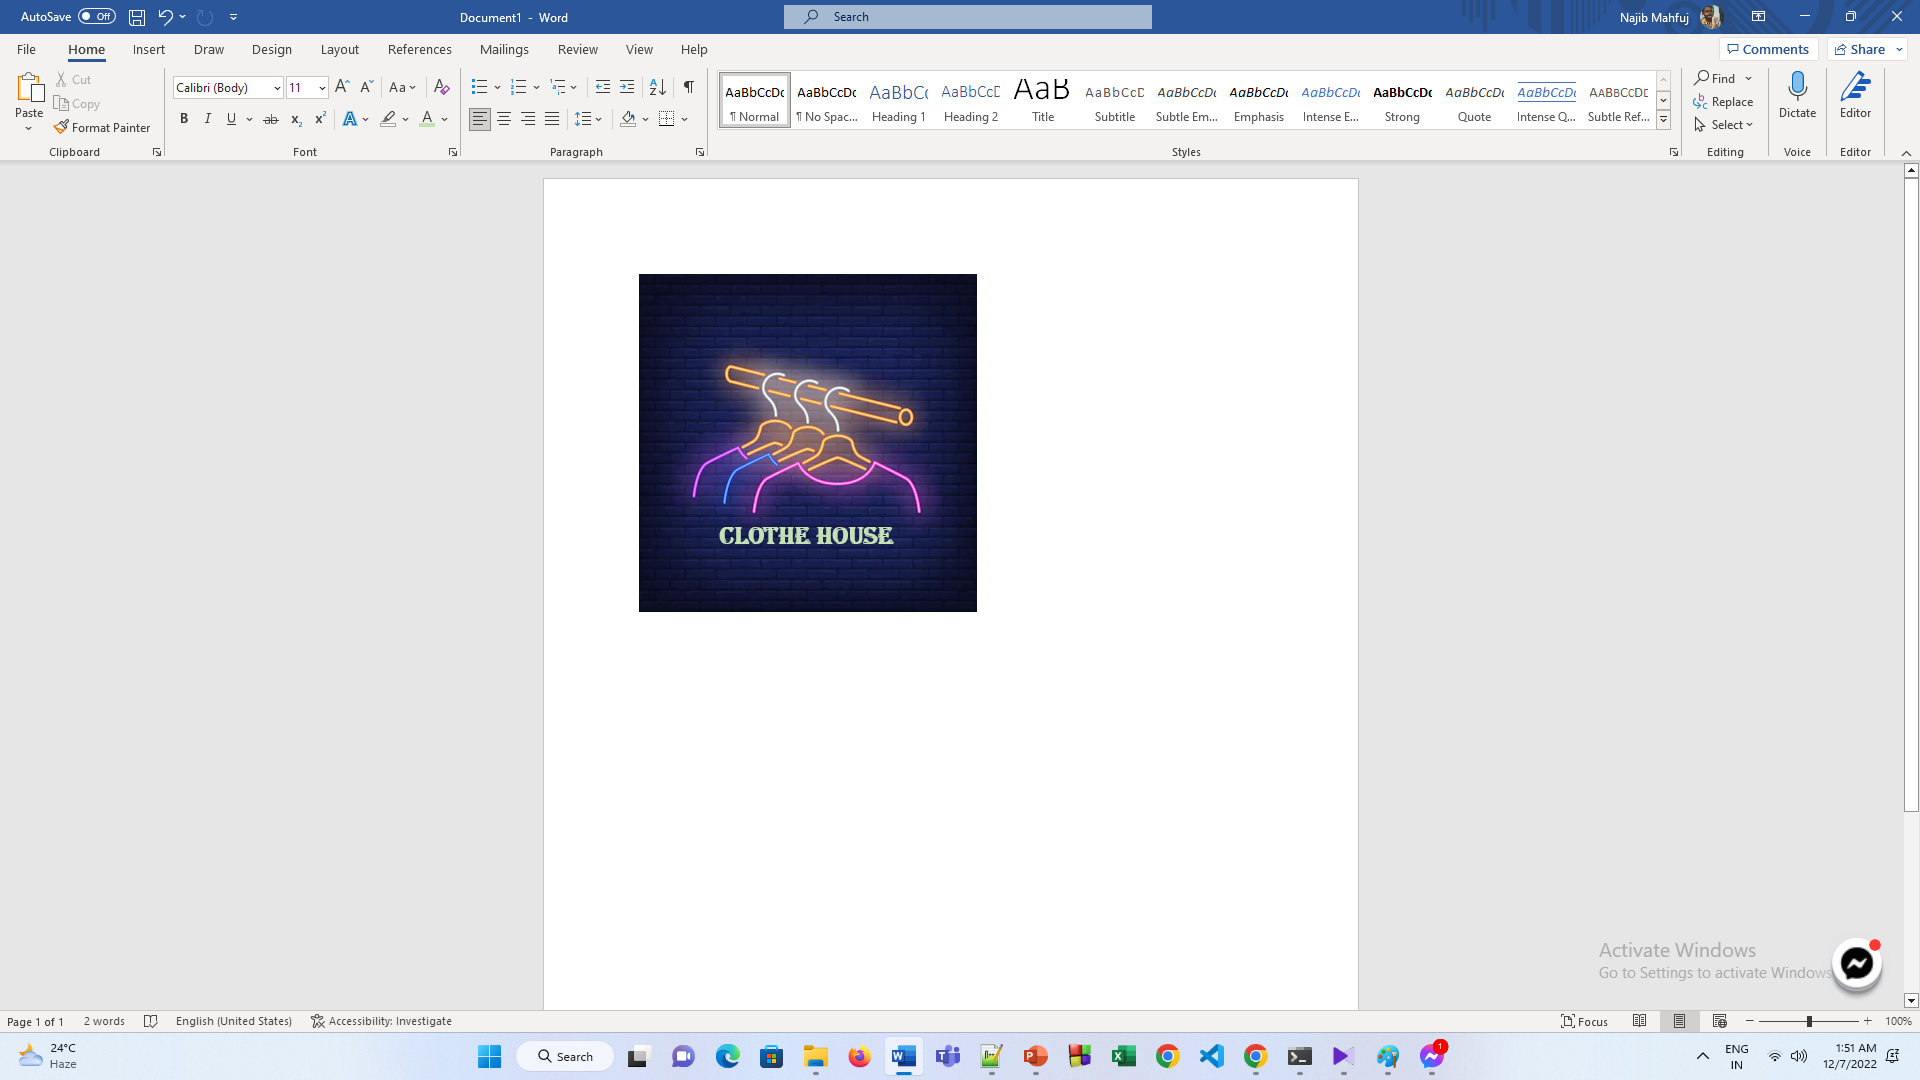 AutoSave Off
Document1 - Word
Search
Najib Mahfuj
File Home Insert Draw Design Layout References Mailings Review View Help
Comments Share
Paste
Cut
Copy
Format Painter
Clipboard
Calibri (Body) 11
Font
Paragraph
AaBbCcDc AaBbCcDc AaBbCc AaBbCcD AaB AaBbCcD AaBbCcDc AaBbCcDc AaBbCcDc AaBbCcDc AaBbCcDc AaBbCcDc AaBbCcDc
¶ Normal ¶ No Spac... Heading 1 Heading 2 Title Subtitle Subtle Em... Emphasis Intense E... Strong Quote Intense Q... Subtle Ref...
Styles
Find
Replace
Select
Editing
Dictate
Voice
Editor
Editor
CLOTHE HOUSE
Activate Windows
Go to Settings to activate Windows
Page 1 of 1 2 words English (United States) Accessibility: Investigate
Focus 100%
24°C
Haze
Search
1
ENG
IN
1:51 AM
12/7/2022